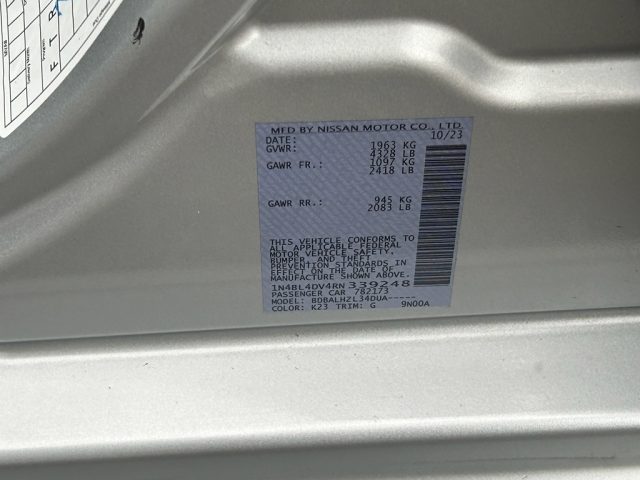 F T R
MFD BY NISSAN MOTOR CO., LTD.
DATE: 10/23
GVWR: 1963 KG
4328 LB
GAWR FR.: 1097 KG
2418 LB
GAWR RR.: 945 KG
2083 LB
THIS VEHICLE CONFORMS TO
ALL APPLICABLE FEDERAL
MOTOR VEHICLE SAFETY,
BUMPER, AND THEFT
PREVENTION STANDARDS IN
EFFECT ON THE DATE OF
MANUFACTURE SHOWN ABOVE.
1N4BL4DV4RN339248
PASSENGER CAR 782173
MODEL: BDBALHZL34DUA-----
COLOR: K23 TRIM: G 9N00A